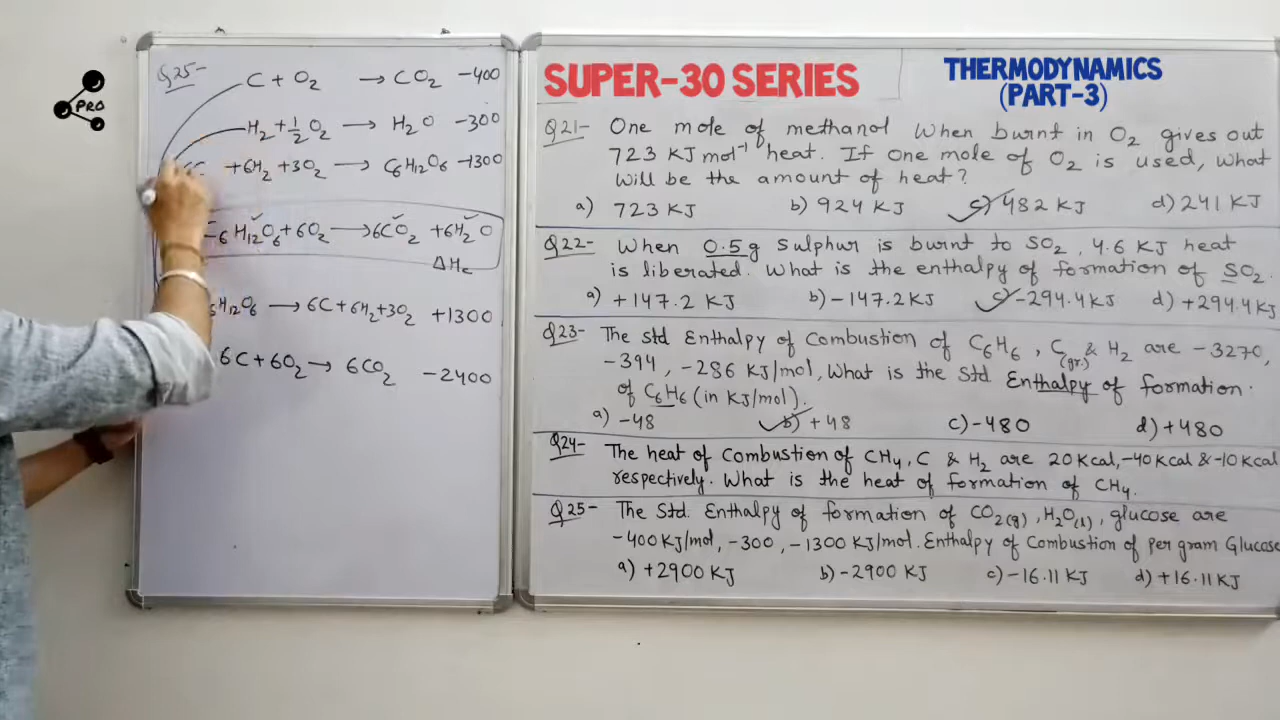 PRO
Q25-
C + O2 → CO2 -400
H2 + 1/2 O2 → H2O -300
+6H2 +3O2 → C6H12O6 -1300
6H12O6 +6O2 → 6CO2 +6H2O
ΔHc
6H12O6 → 6C+6H2+3O2 +1300
6C+6O2 → 6CO2 -2400
SUPER-30 SERIES
THERMODYNAMICS
(PART-3)
Q21- One mole of methanol When burnt in O2 gives out
723 KJ mol-1 heat. If One mole of O2 is used, What
Will be the amount of heat?
a) 723 KJ b) 924 KJ c) 482 KJ d) 241 KJ
Q22- When 0.5g Sulphur is burnt to SO2, 4.6 KJ heat
is liberated. What is the enthalpy of formation of SO2.
a) +147.2 KJ b) -147.2KJ c) -294.4KJ d) +294.4KJ
Q23- The std Enthalpy of Combustion of C6H6, C(gr.) & H2 are -3270,
-394, -286 KJ/mol, What is the Std Enthalpy of formation.
of C6H6 (in KJ/mol).
a) -48 b) +48 c) -480 d) +480
Q24- The heat of Combustion of CH4, C & H2 are 20 Kcal, -40 Kcal & -10 Kcal
respectively. What is the heat of formation of CH4.
Q25- The Std. Enthalpy of formation of CO2(g), H2O(l), glucose are
-400 KJ/mol, -300, -1300 KJ/mol. Enthalpy of Combustion of per gram Glucose
a) +2900 KJ b) -2900 KJ c) -16.11 KJ d) +16.11 KJ